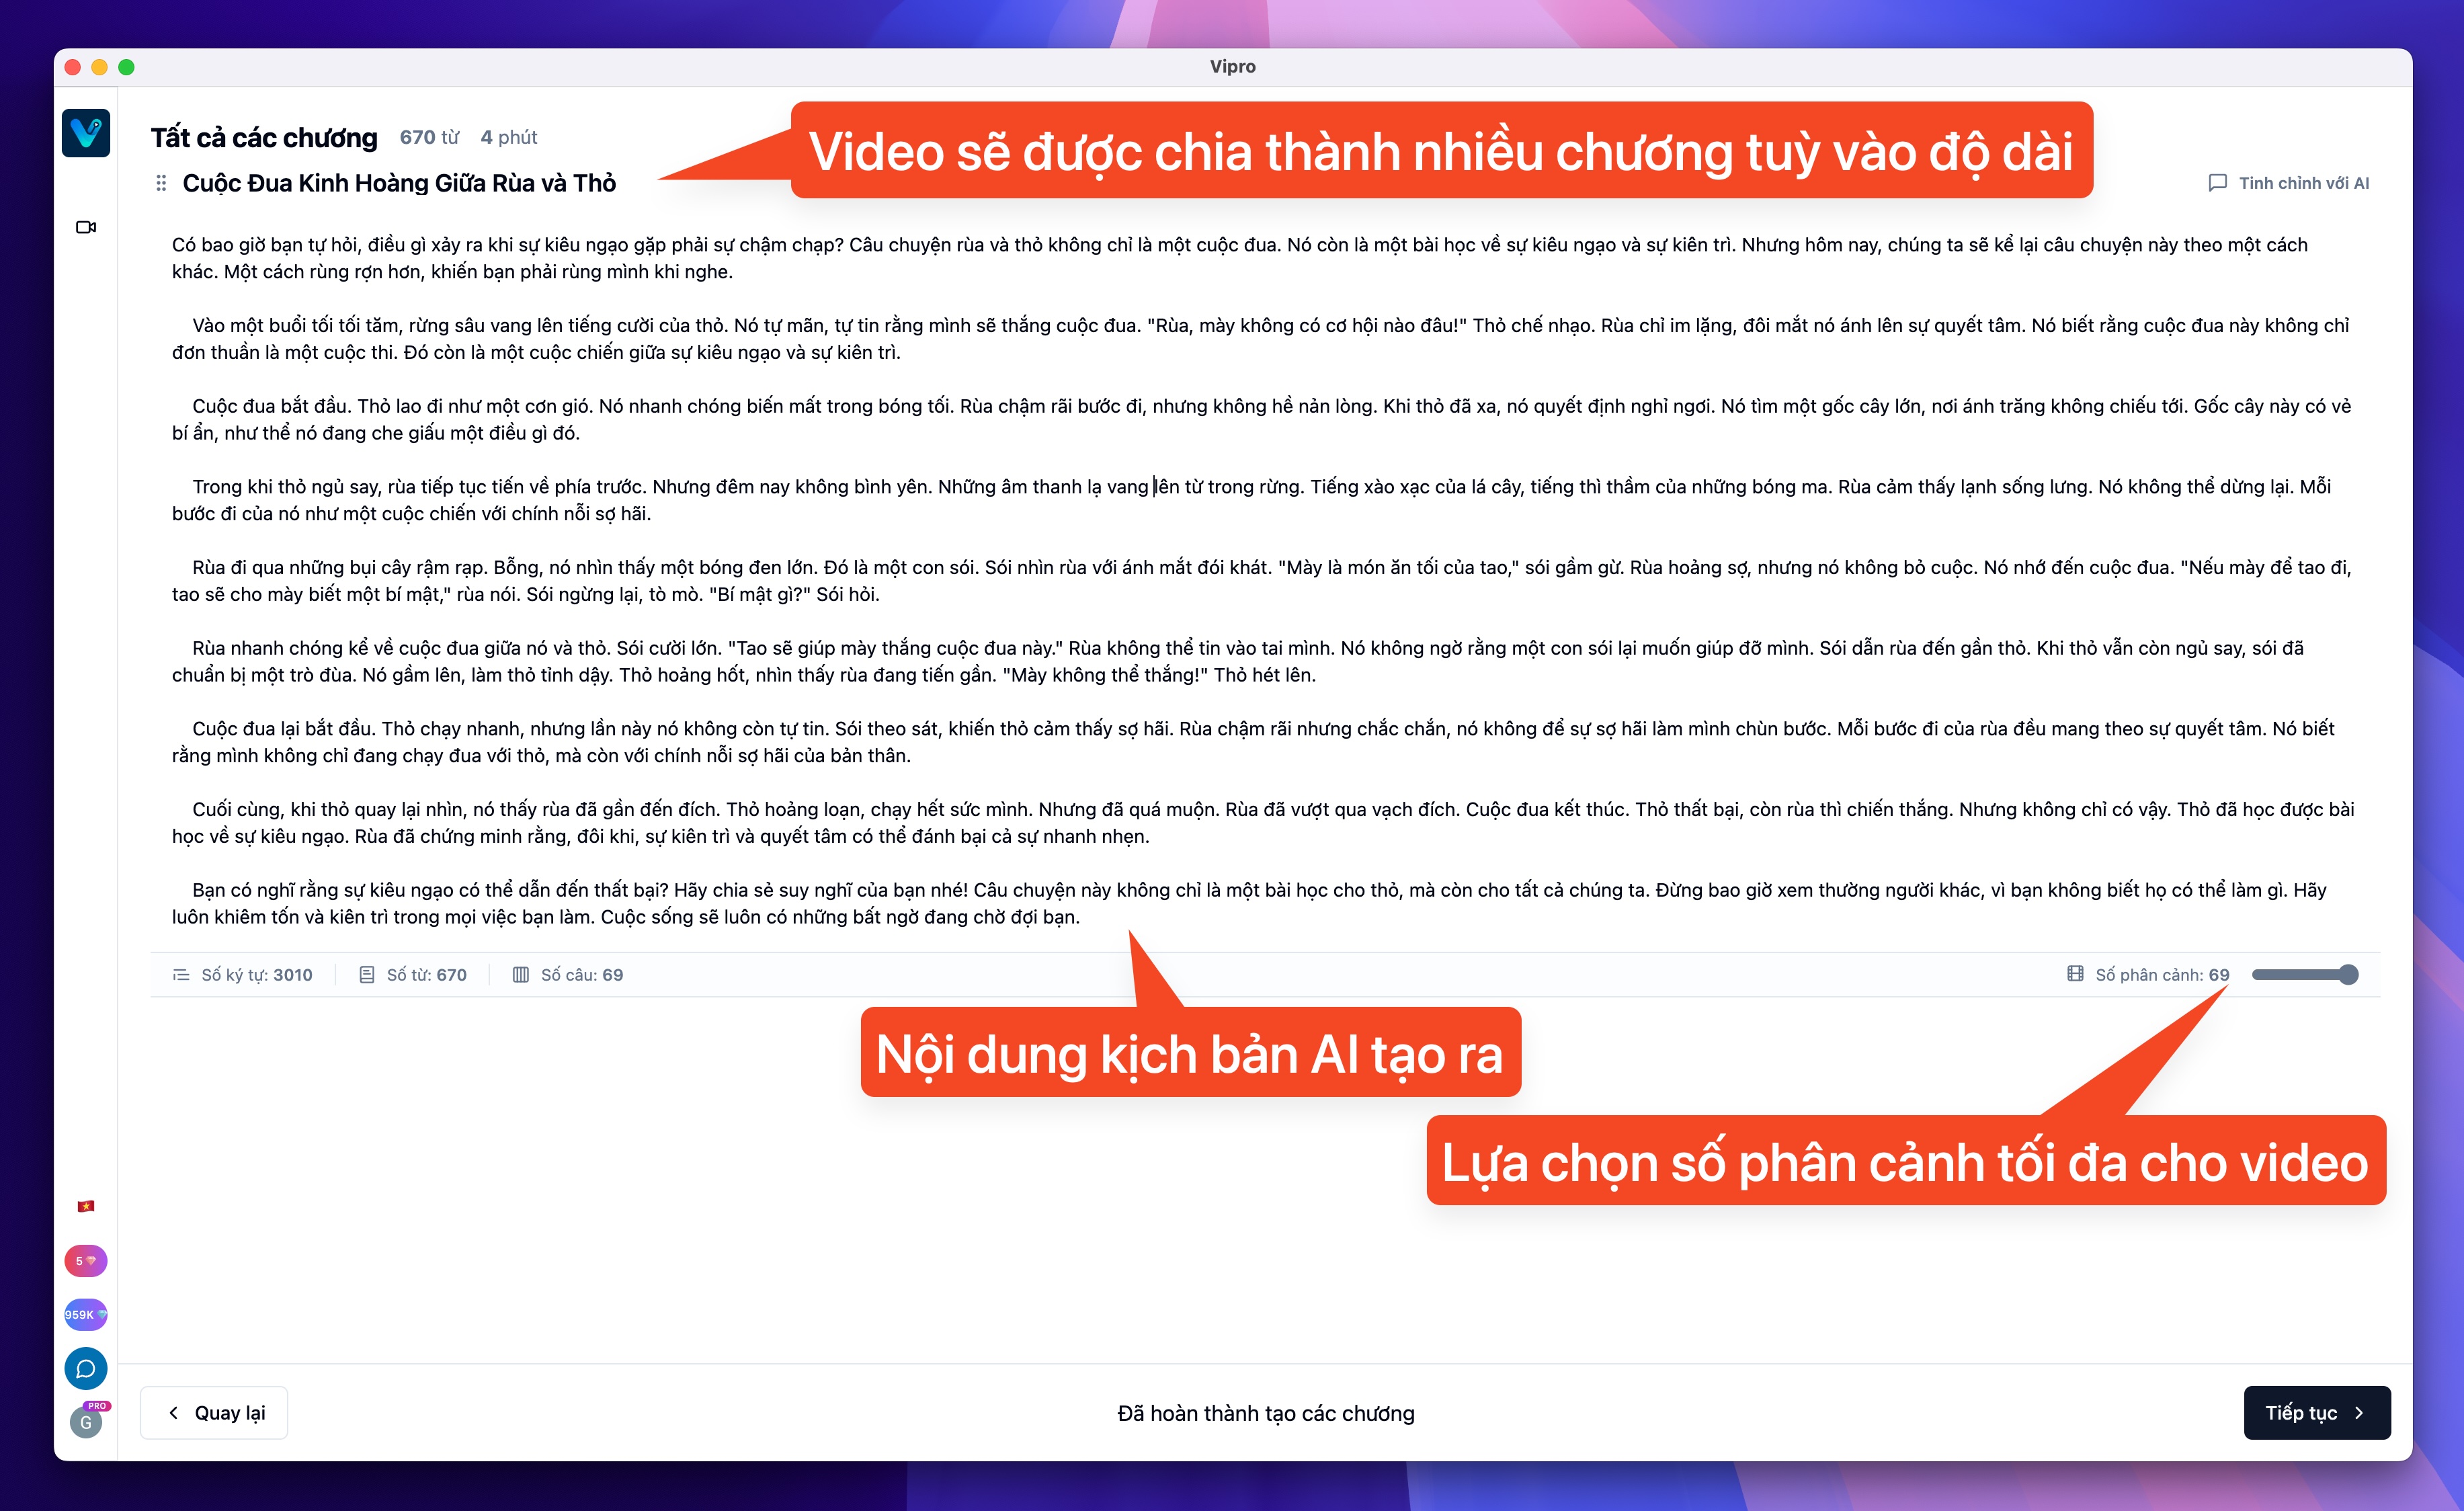 Vipro
Tất cả các chương 670 từ 4 phút
Video sẽ được chia thành nhiều chương tuỳ vào độ dài
Cuộc Đua Kinh Hoàng Giữa Rùa và Thỏ
Tinh chỉnh với AI
Có bao giờ bạn tự hỏi, điều gì xảy ra khi sự kiêu ngạo gặp phải sự chậm chạp? Câu chuyện rùa và thỏ không chỉ là một cuộc đua. Nó còn là một bài học về sự kiêu ngạo và sự kiên trì. Nhưng hôm nay, chúng ta sẽ kể lại câu chuyện này theo một cách
khác. Một cách rùng rợn hơn, khiến bạn phải rùng mình khi nghe.
Vào một buổi tối tối tăm, rừng sâu vang lên tiếng cười của thỏ. Nó tự mãn, tự tin rằng mình sẽ thắng cuộc đua. "Rùa, mày không có cơ hội nào đâu!" Thỏ chế nhạo. Rùa chỉ im lặng, đôi mắt nó ánh lên sự quyết tâm. Nó biết rằng cuộc đua này không chỉ
đơn thuần là một cuộc thi. Đó còn là một cuộc chiến giữa sự kiêu ngạo và sự kiên trì.
Cuộc đua bắt đầu. Thỏ lao đi như một cơn gió. Nó nhanh chóng biến mất trong bóng tối. Rùa chậm rãi bước đi, nhưng không hề nản lòng. Khi thỏ đã xa, nó quyết định nghỉ ngơi. Nó tìm một gốc cây lớn, nơi ánh trăng không chiếu tới. Gốc cây này có vẻ
bí ẩn, như thể nó đang che giấu một điều gì đó.
Trong khi thỏ ngủ say, rùa tiếp tục tiến về phía trước. Nhưng đêm nay không bình yên. Những âm thanh lạ vang lên từ trong rừng. Tiếng xào xạc của lá cây, tiếng thì thầm của những bóng ma. Rùa cảm thấy lạnh sống lưng. Nó không thể dừng lại. Mỗi
bước đi của nó như một cuộc chiến với chính nỗi sợ hãi.
Rùa đi qua những bụi cây rậm rạp. Bỗng, nó nhìn thấy một bóng đen lớn. Đó là một con sói. Sói nhìn rùa với ánh mắt đói khát. "Mày là món ăn tối của tao," sói gầm gừ. Rùa hoảng sợ, nhưng nó không bỏ cuộc. Nó nhớ đến cuộc đua. "Nếu mày để tao đi,
tao sẽ cho mày biết một bí mật," rùa nói. Sói ngừng lại, tò mò. "Bí mật gì?" Sói hỏi.
Rùa nhanh chóng kể về cuộc đua giữa nó và thỏ. Sói cười lớn. "Tao sẽ giúp mày thắng cuộc đua này." Rùa không thể tin vào tai mình. Nó không ngờ rằng một con sói lại muốn giúp đỡ mình. Sói dẫn rùa đến gần thỏ. Khi thỏ vẫn còn ngủ say, sói đã
chuẩn bị một trò đùa. Nó gầm lên, làm thỏ tỉnh dậy. Thỏ hoảng hốt, nhìn thấy rùa đang tiến gần. "Mày không thể thắng!" Thỏ hét lên.
Cuộc đua lại bắt đầu. Thỏ chạy nhanh, nhưng lần này nó không còn tự tin. Sói theo sát, khiến thỏ cảm thấy sợ hãi. Rùa chậm rãi nhưng chắc chắn, nó không để sự sợ hãi làm mình chùn bước. Mỗi bước đi của rùa đều mang theo sự quyết tâm. Nó biết
rằng mình không chỉ đang chạy đua với thỏ, mà còn với chính nỗi sợ hãi của bản thân.
Cuối cùng, khi thỏ quay lại nhìn, nó thấy rùa đã gần đến đích. Thỏ hoảng loạn, chạy hết sức mình. Nhưng đã quá muộn. Rùa đã vượt qua vạch đích. Cuộc đua kết thúc. Thỏ thất bại, còn rùa thì chiến thắng. Nhưng không chỉ có vậy. Thỏ đã học được bài
học về sự kiêu ngạo. Rùa đã chứng minh rằng, đôi khi, sự kiên trì và quyết tâm có thể đánh bại cả sự nhanh nhẹn.
Bạn có nghĩ rằng sự kiêu ngạo có thể dẫn đến thất bại? Hãy chia sẻ suy nghĩ của bạn nhé! Câu chuyện này không chỉ là một bài học cho thỏ, mà còn cho tất cả chúng ta. Đừng bao giờ xem thường người khác, vì bạn không biết họ có thể làm gì. Hãy
luôn khiêm tốn và kiên trì trong mọi việc bạn làm. Cuộc sống sẽ luôn có những bất ngờ đang chờ đợi bạn.
Số ký tự: 3010 Số từ: 670 Số câu: 69 Số phân cảnh: 69
Nội dung kịch bản AI tạo ra
Lựa chọn số phân cảnh tối đa cho video
5
959K
PRO
G
Quay lại
Đã hoàn thành tạo các chương
Tiếp tục